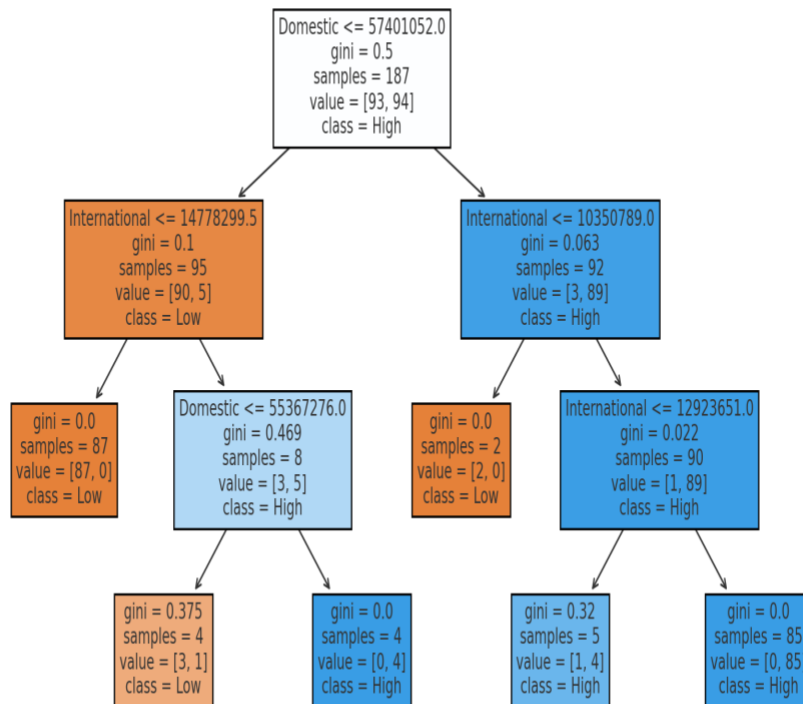 Domestic <= 57401052.0
gini = 0.5
samples = 187
value = [93, 94]
class = High
International <= 14778299.5
gini = 0.1
samples = 95
value = [90, 5]
class = Low
International <= 10350789.0
gini = 0.063
samples = 92
value = [3, 89]
class = High
gini = 0.0
samples = 87
value = [87, 0]
class = Low
Domestic <= 55367276.0
gini = 0.469
samples = 8
value = [3, 5]
class = High
gini = 0.0
samples = 2
value = [2, 0]
class = Low
International <= 12923651.0
gini = 0.022
samples = 90
value = [1, 89]
class = High
gini = 0.375
samples = 4
value = [3, 1]
class = Low
gini = 0.0
samples = 4
value = [0, 4]
class = High
gini = 0.32
samples = 5
value = [1, 4]
class = High
gini = 0.0
samples = 85
value = [0, 85]
class = High